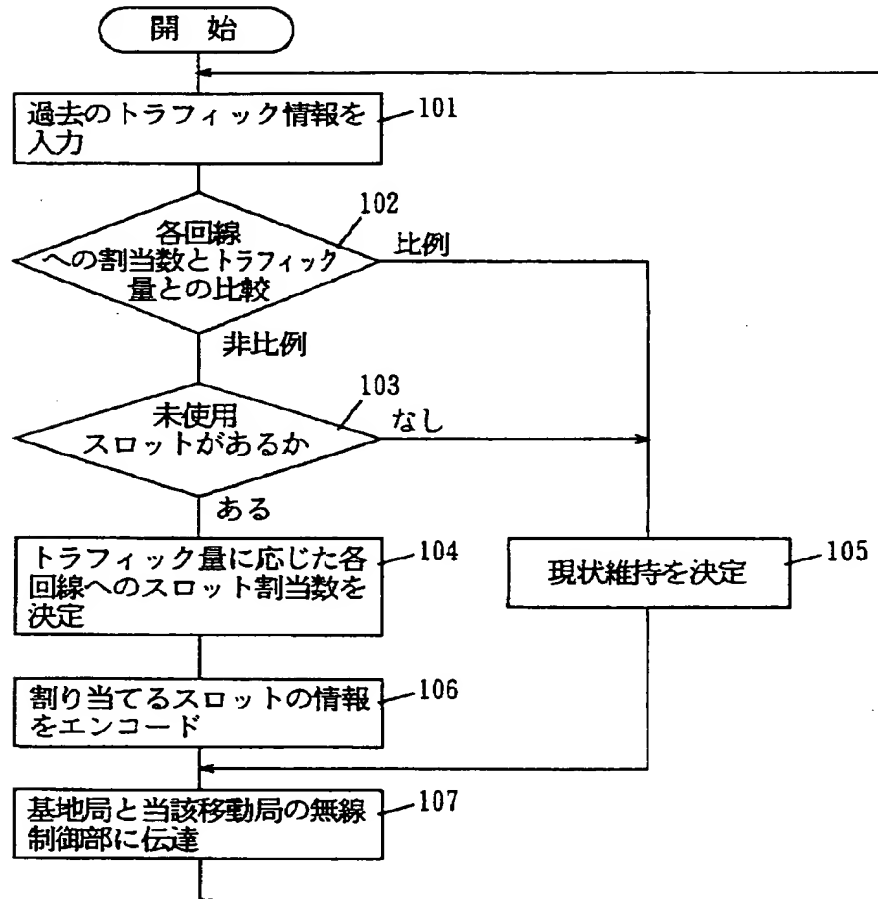 開 始
過去のトラフィック情報を
入力
101
各回線
への割当数とトラフィック
量との比較
102
比例
非比例
未使用
スロットがあるか
103
なし
ある
トラフィック量に応じた各
回線へのスロット割当数を
決定
104
現状維持を決定
105
割り当てるスロットの情報
をエンコード
106
基地局と当該移動局の無線
制御部に伝達
107